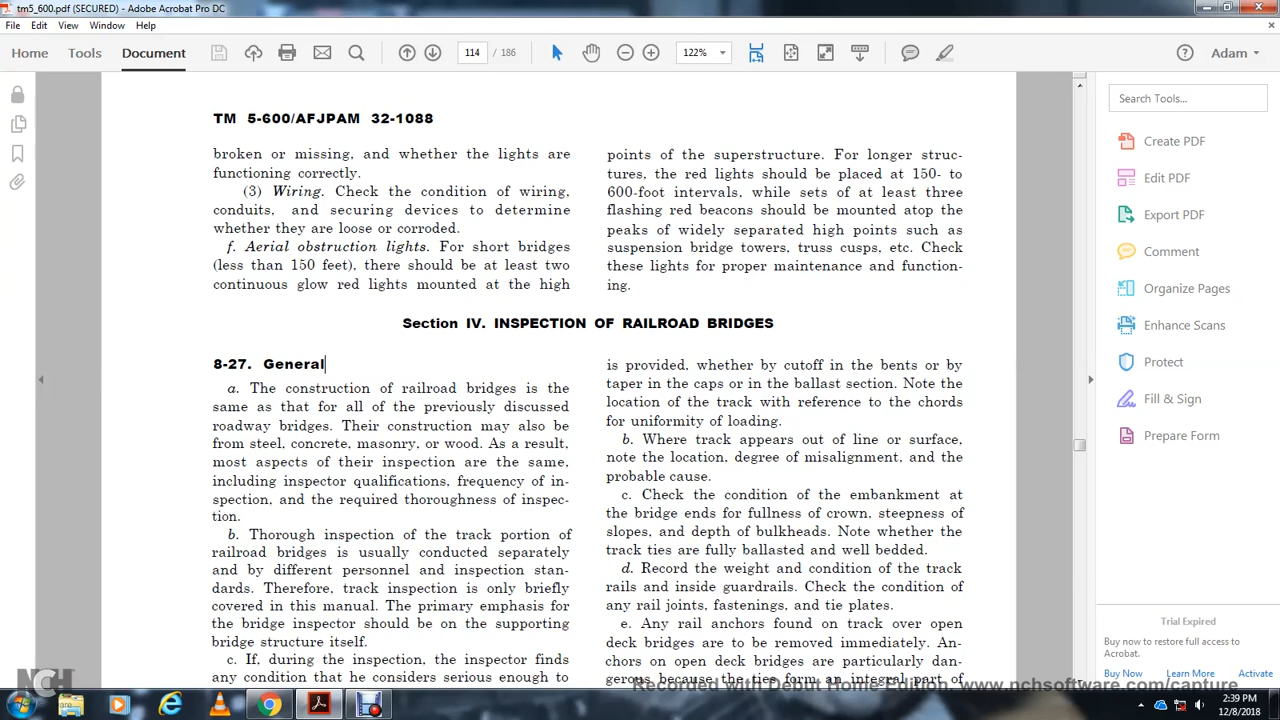 tm5_600.pdf (SECURED) - Adobe Acrobat Pro DC
File Edit View Window Help
Home Tools Document 114 / 186 122% Adam
Search Tools...
Create PDF
Edit PDF
Export PDF
Comment
Organize Pages
Enhance Scans
Protect
Fill & Sign
Prepare Form
TM 5-600/AFJPAM 32-1088
broken or missing, and whether the lights are
functioning correctly.
(3) Wiring. Check the condition of wiring,
conduits, and securing devices to determine
whether they are loose or corroded.
f. Aerial obstruction lights. For short bridges
(less than 150 feet), there should be at least two
continuous glow red lights mounted at the high
points of the superstructure. For longer struc-
tures, the red lights should be placed at 150- to
600-foot intervals, while sets of at least three
flashing red beacons should be mounted atop the
peaks of widely separated high points such as
suspension bridge towers, truss cusps, etc. Check
these lights for proper maintenance and function-
ing.
Section IV. INSPECTION OF RAILROAD BRIDGES
8-27. General
a. The construction of railroad bridges is the
same as that for all of the previously discussed
roadway bridges. Their construction may also be
from steel, concrete, masonry, or wood. As a result,
most aspects of their inspection are the same,
including inspector qualifications, frequency of in-
spection, and the required thoroughness of inspec-
tion.
b. Thorough inspection of the track portion of
railroad bridges is usually conducted separately
and by different personnel and inspection stan-
dards. Therefore, track inspection is only briefly
covered in this manual. The primary emphasis for
the bridge inspector should be on the supporting
bridge structure itself.
c. If, during the inspection, the inspector finds
any condition that he considers serious enough to
is provided, whether by cutoff in the bents or by
taper in the caps or in the ballast section. Note the
location of the track with reference to the chords
for uniformity of loading.
b. Where track appears out of line or surface,
note the location, degree of misalignment, and the
probable cause.
c. Check the condition of the embankment at
the bridge ends for fullness of crown, steepness of
slopes, and depth of bulkheads. Note whether the
track ties are fully ballasted and well bedded.
d. Record the weight and condition of the track
rails and inside guardrails. Check the condition of
any rail joints, fastenings, and tie plates.
e. Any rail anchors found on track over open
deck bridges are to be removed immediately. An-
chors on open deck bridges are particularly dan-
gerous because the ties form an integral part of
Trial Expired
Buy now to restore full access to
Acrobat.
Buy Now Learn More Activate
NCH
Recorded with Debut Home Edition. www.nchsoftware.com/capture
2:39 PM
12/8/2018